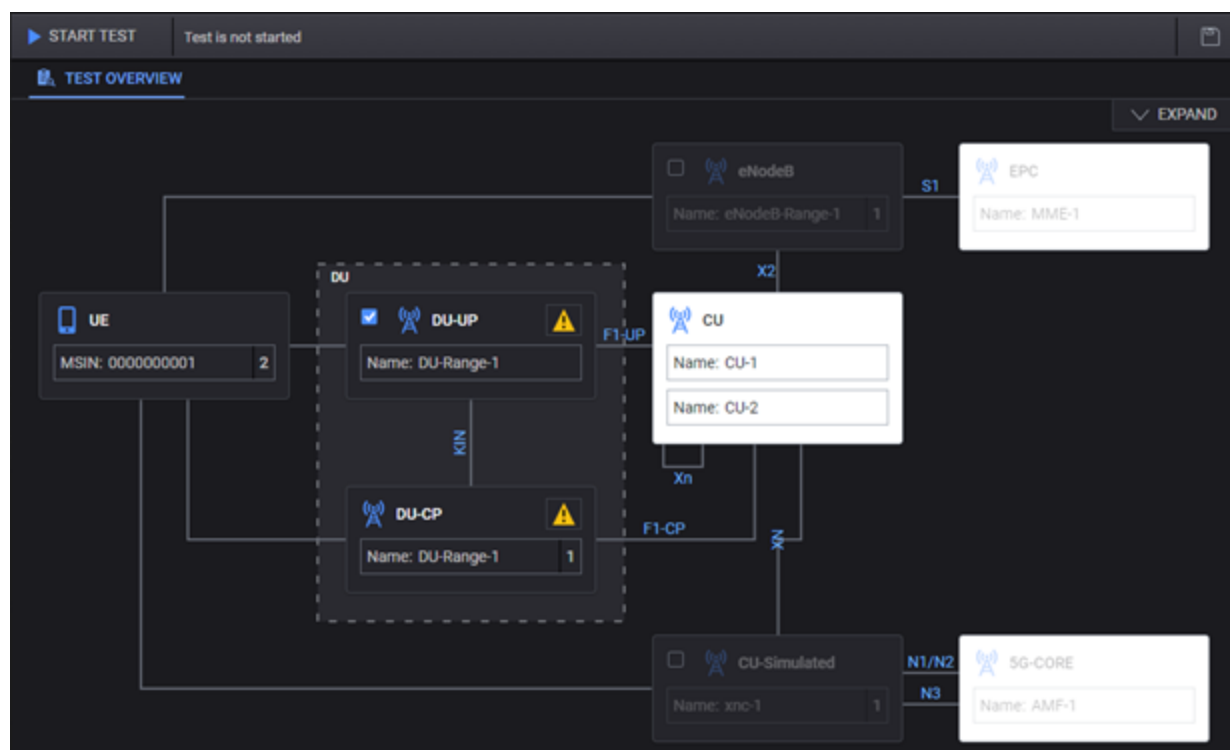 START TEST
Test is not started
TEST OVERVIEW
EXPAND
eNodeB
Name: eNodeB-Range-1 1
S1
EPC
Name: MME-1
X2
DU
UE
MSIN: 0000000001 2
DU-UP
Name: DU-Range-1
F1-UP
CU
Name: CU-1
Name: CU-2
KIN
Xn
DU-CP
Name: DU-Range-1 1
F1-CP
XN
CU-Simulated
Name: xnc-1 1
N1/N2
N3
5G-CORE
Name: AMF-1